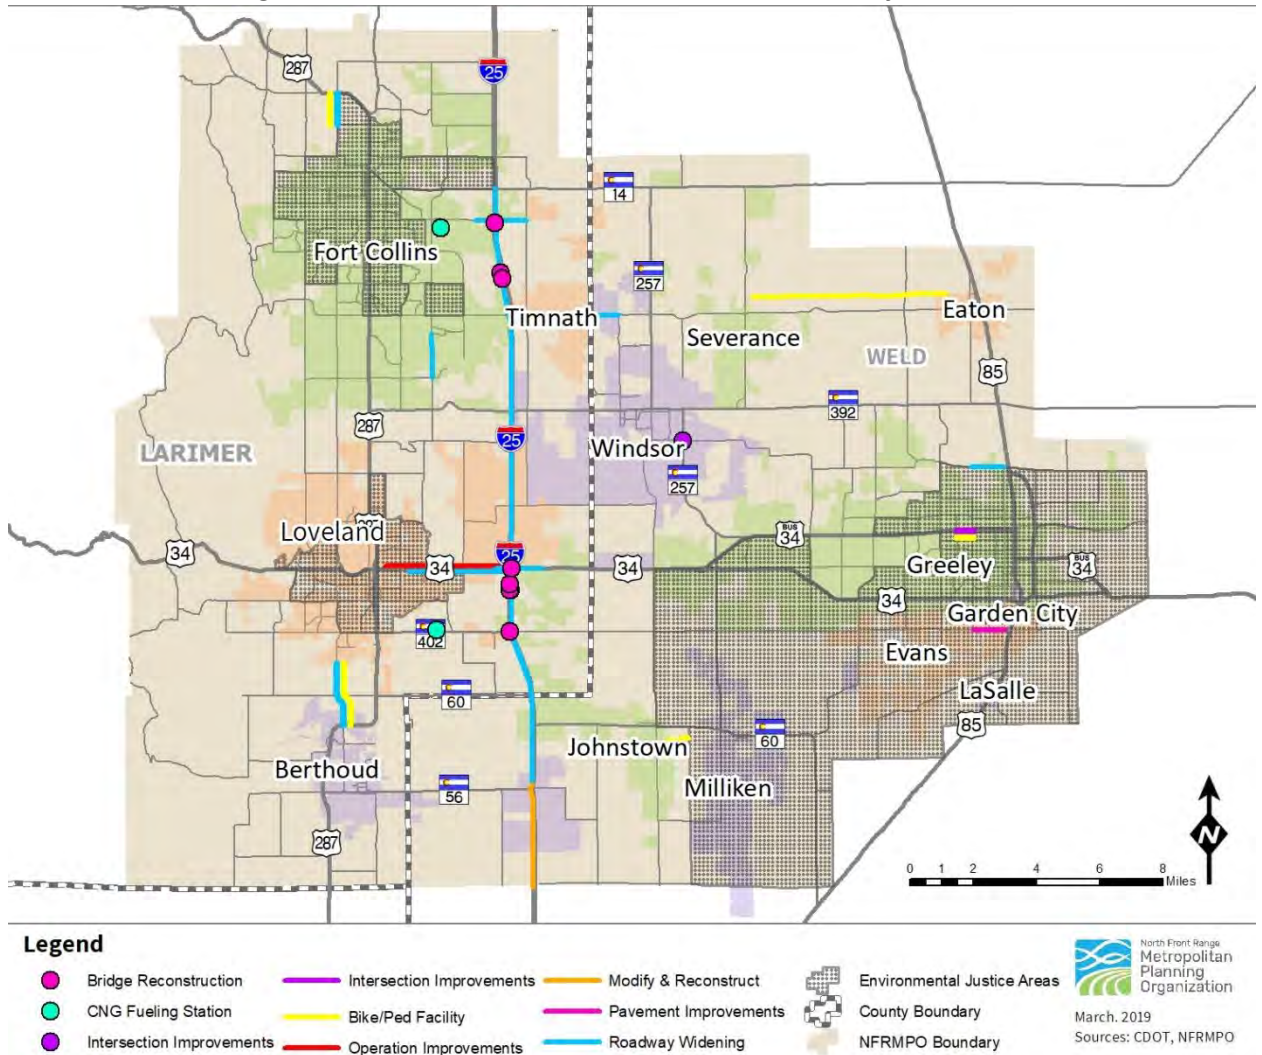 287
25
14
Fort Collins
257
Timnath
Eaton
Severance
WELD
85
392
287
25
LARIMER
Windsor
257
Loveland
34
25
34
34
BUS
34
Greeley
BUS
34
34
402
Garden City
Evans
60
LaSalle
85
60
Johnstown
Berthoud
56
Milliken
287
N
0 1 2 4 6 8
Miles
Legend
Bridge Reconstruction
CNG Fueling Station
Intersection Improvements
Intersection Improvements
Bike/Ped Facility
Operation Improvements
Modify & Reconstruct
Pavement Improvements
Roadway Widening
Environmental Justice Areas
County Boundary
NFRMPO Boundary
North Front Range
Metropolitan
Planning
Organization
March. 2019
Sources: CDOT, NFRMPO